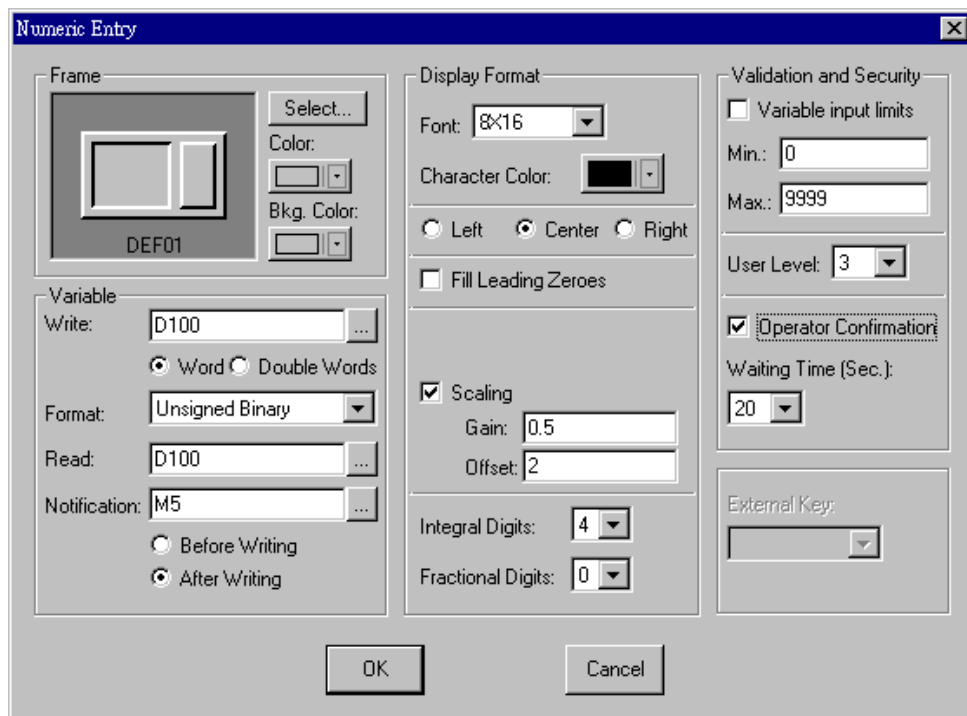 Numeric Entry
Frame
Select...
Color:
Bkg. Color:
DEF01
Variable
Write: D100 ...
Word Double Words
Format: Unsigned Binary
Read: D100 ...
Notification: M5 ...
Before Writing
After Writing
Display Format
Font: 8X16
Character Color:
Left Center Right
Fill Leading Zeroes
Scaling
Gain: 0.5
Offset: 2
Integral Digits: 4
Fractional Digits: 0
Validation and Security
Variable input limits
Min.: 0
Max.: 9999
User Level: 3
Operator Confirmation
Waiting Time (Sec.):
20
External Key:
OK Cancel